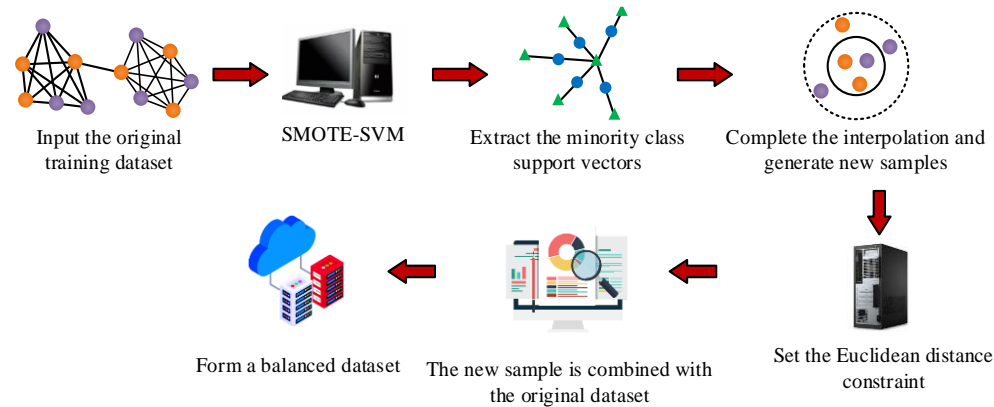 Input the original
training dataset
SMOTE-SVM
Extract the minority class
support vectors
Complete the interpolation and
generate new samples
Set the Euclidean distance
constraint
The new sample is combined with
the original dataset
Form a balanced dataset